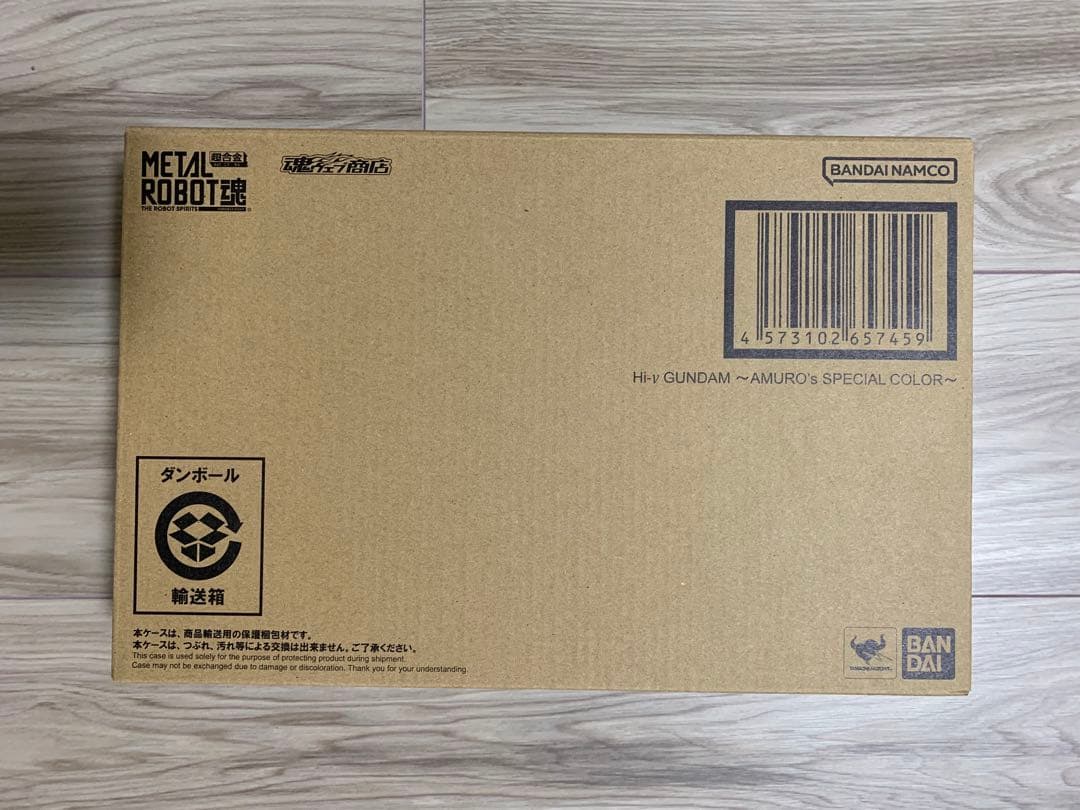 METAL 超合金
ROBOT魂
THE ROBOT SPIRITS
魂ウェブ商店
BANDAI NAMCO
4 573102 657459
Hi-ν GUNDAM ～AMURO's SPECIAL COLOR～
ダンボール
輸送箱
本ケースは、商品輸送用の保護梱包材です。
本ケースは、つぶれ、汚れ等による交換は出来ません。ご了承ください。
This case is used solely for the purpose of protecting product during shipment.
Case may not be exchanged due to damage or discoloration. Thank you for your understanding.
BAN
DAI